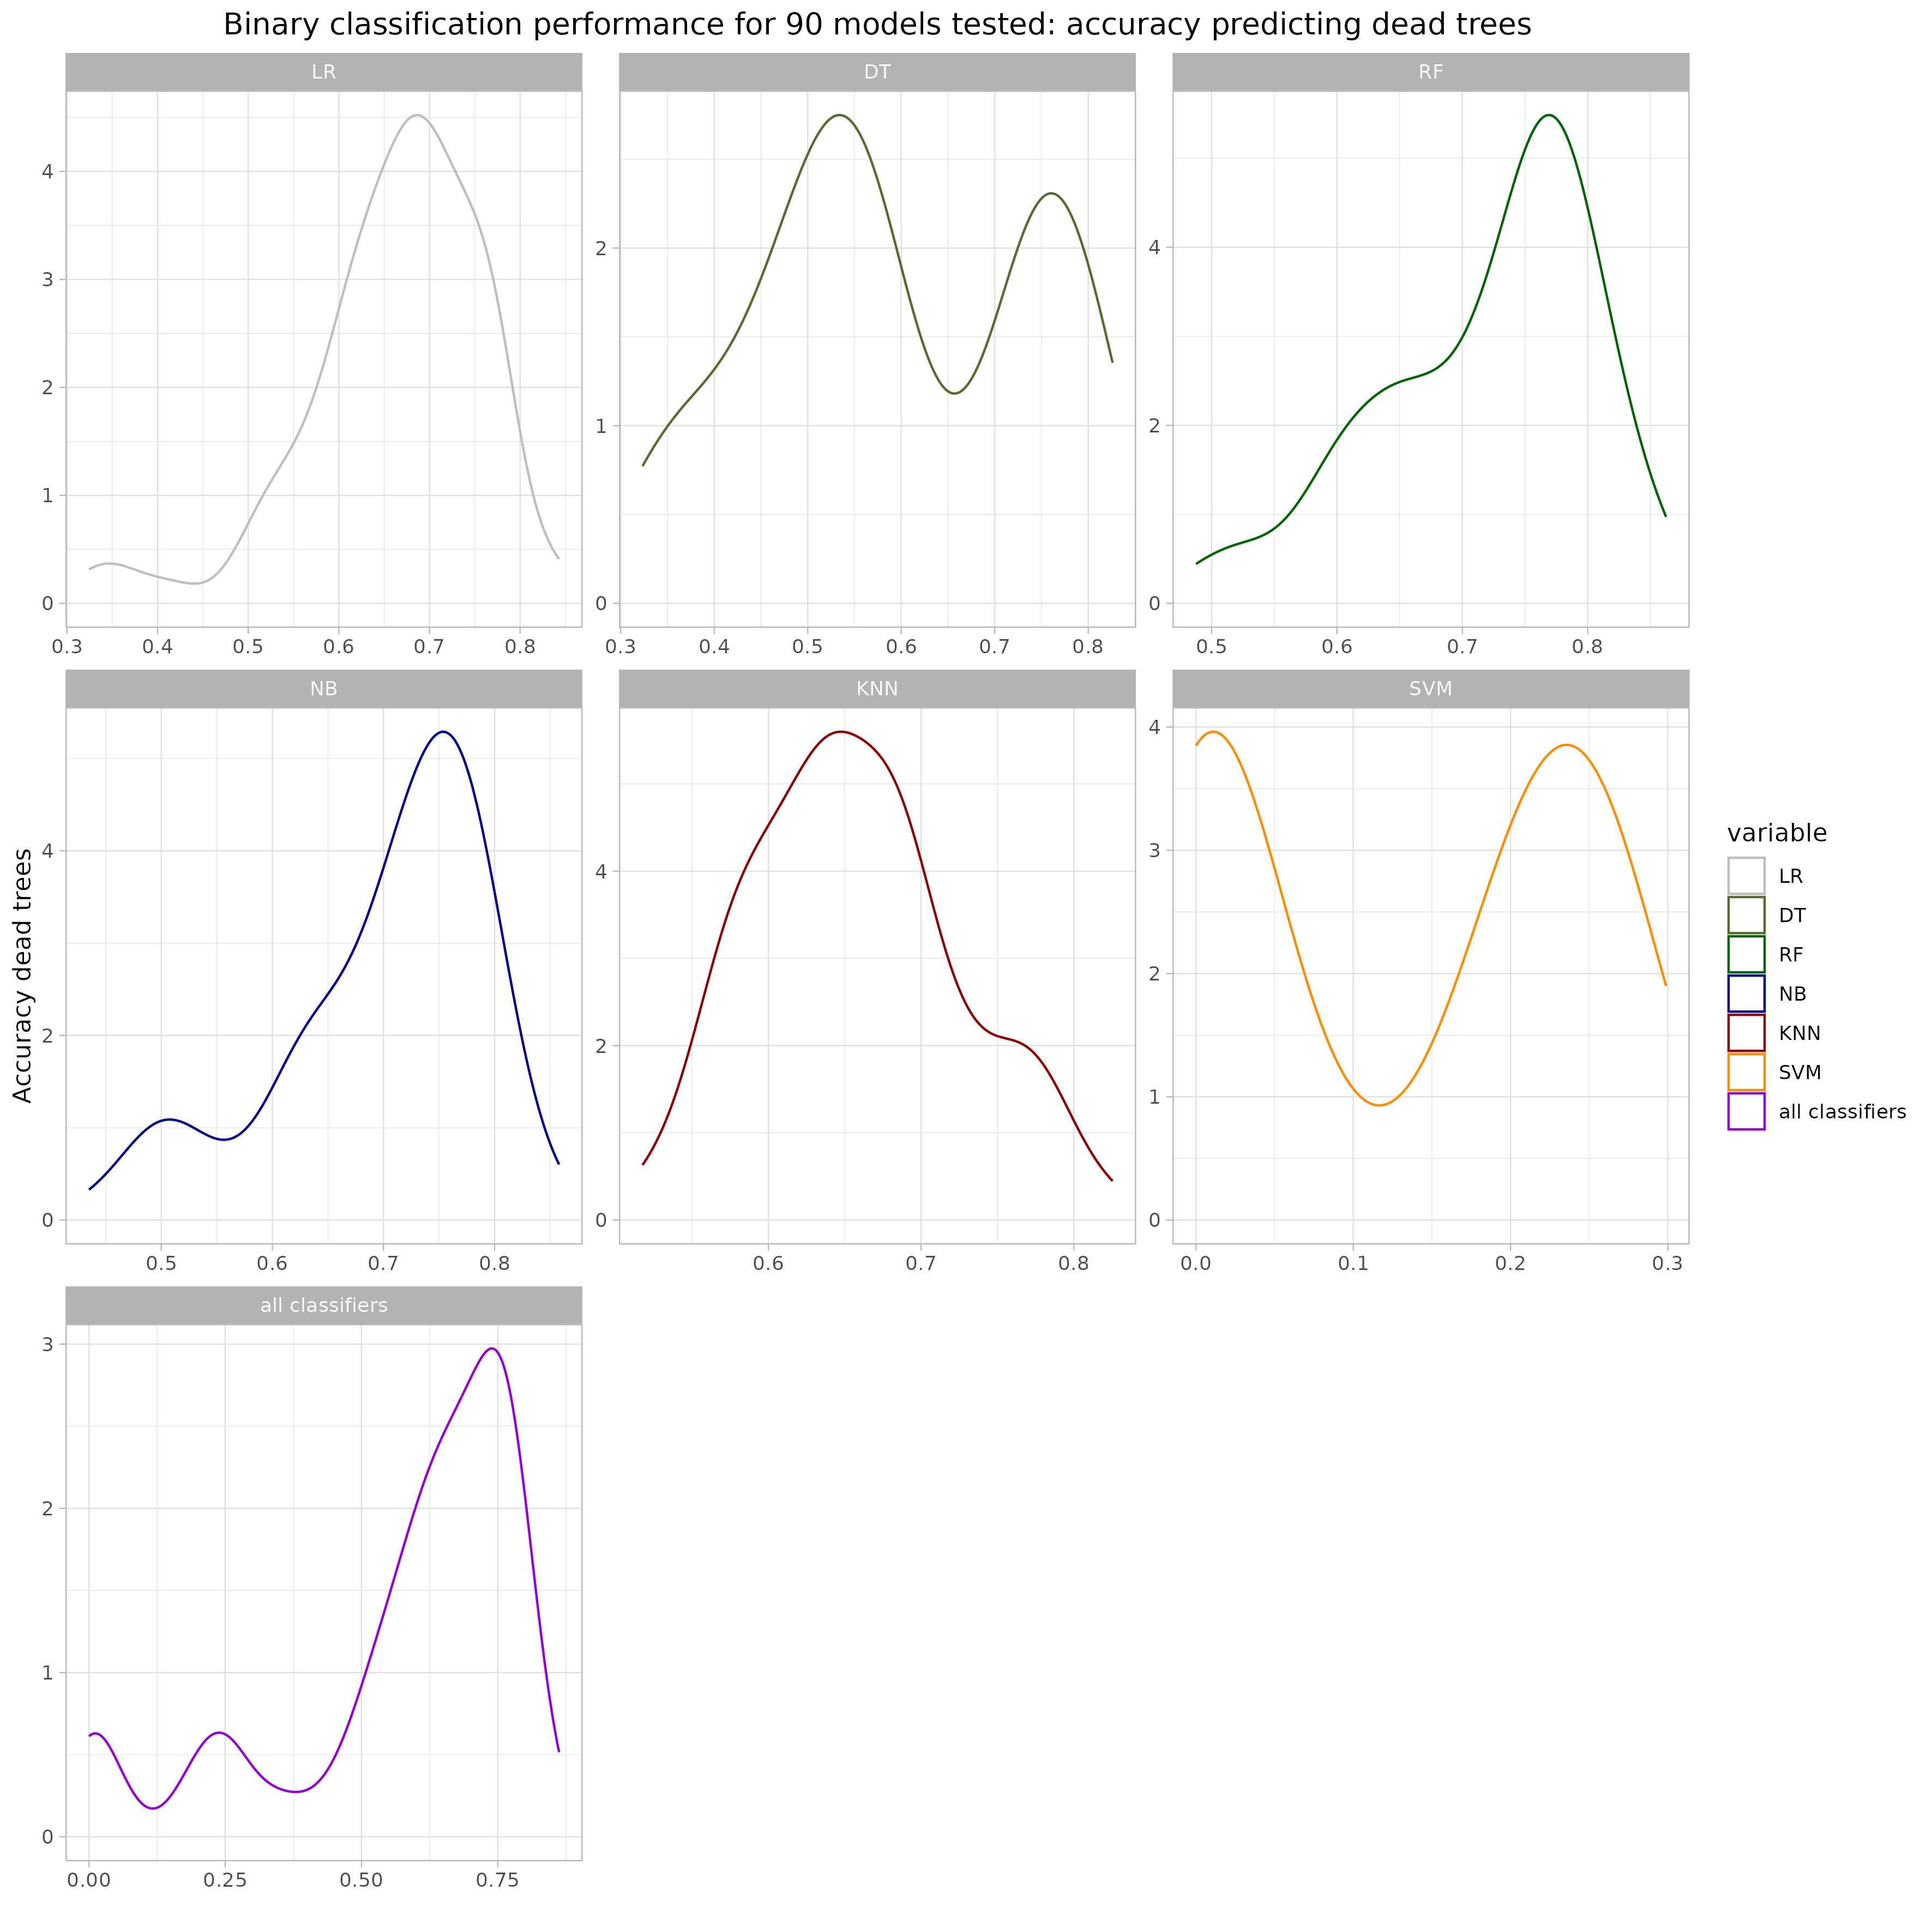 Binary classification performance for 90 models tested: accuracy predicting dead trees
LR
DT
RF
4
3
2
1
0
2
1
0
4
2
0
0.3 0.4 0.5 0.6 0.7 0.8
0.3 0.4 0.5 0.6 0.7 0.8
0.5 0.6 0.7 0.8
NB
KNN
SVM
4
2
0
4
2
0
4
3
2
1
0
0.5 0.6 0.7 0.8
0.6 0.7 0.8
0.0 0.1 0.2 0.3
all classifiers
3
2
1
0
0.00 0.25 0.50 0.75
Accuracy dead trees
variable
LR
DT
RF
NB
KNN
SVM
all classifiers